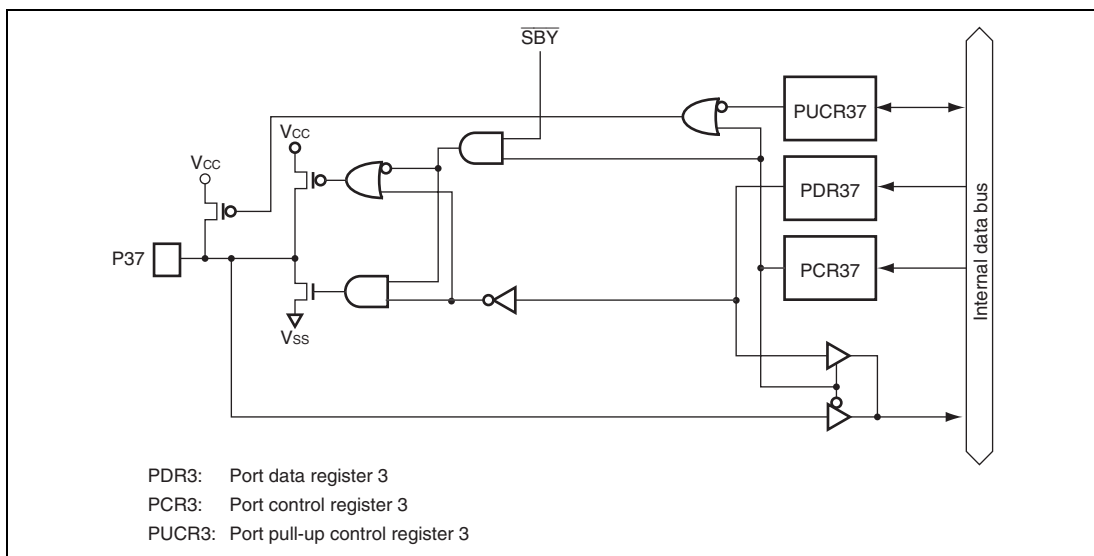 SBY
PUCR37
VCC
VCC
PDR37
P37
PCR37
Internal data bus
VSS
PDR3: Port data register 3
PCR3: Port control register 3
PUCR3: Port pull-up control register 3